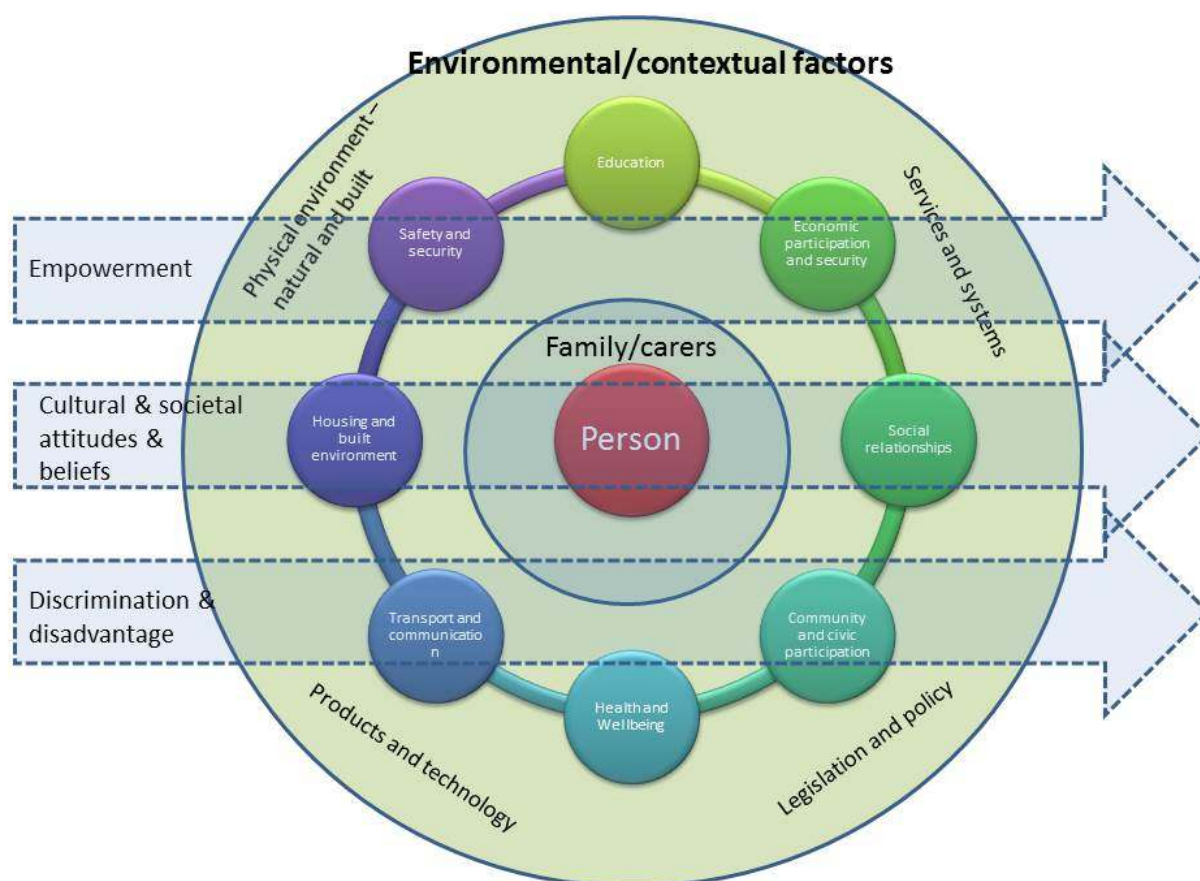 Environmental/contextual factors
Physical environment –
natural and built
Services and systems
Education
Safety and
security
Economic
participation
and security
Empowerment
Family/carers
Person
Cultural & societal
attitudes &
beliefs
Housing and
built
environment
Social
relationships
Discrimination &
disadvantage
Transport and
communicatio
n
Community
and civic
participation
Health and
Wellbeing
Products and technology
Legislation and policy